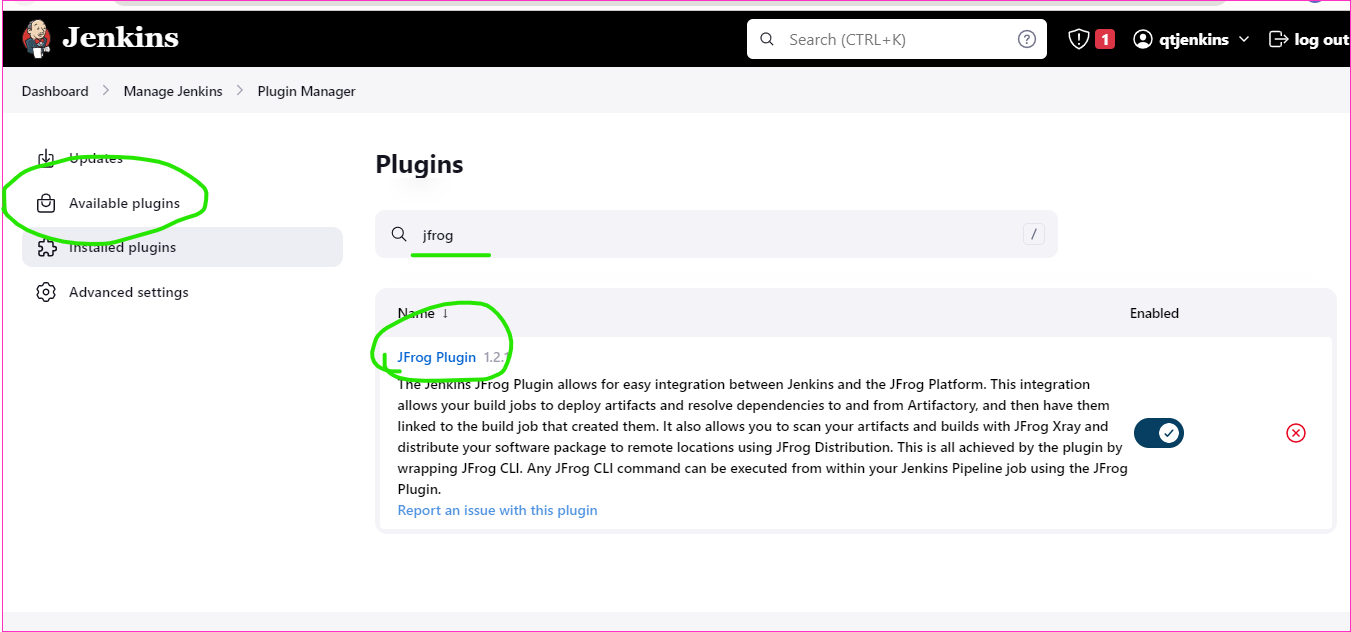 Jenkins
Search (CTRL+K)
1
qtjenkins
log out
Dashboard
Manage Jenkins
Plugin Manager
Updates
Available plugins
Installed plugins
Advanced settings
Plugins
jfrog
/
Name ↓
Enabled
JFrog Plugin
The Jenkins JFrog Plugin allows for easy integration between Jenkins and the JFrog Platform. This integration
allows your build jobs to deploy artifacts and resolve dependencies to and from Artifactory, and then have them
linked to the build job that created them. It also allows you to scan your artifacts and builds with JFrog Xray and
distribute your software package to remote locations using JFrog Distribution. This is all achieved by the plugin by
wrapping JFrog CLI. Any JFrog CLI command can be executed from within your Jenkins Pipeline job using the JFrog
Plugin.
Report an issue with this plugin